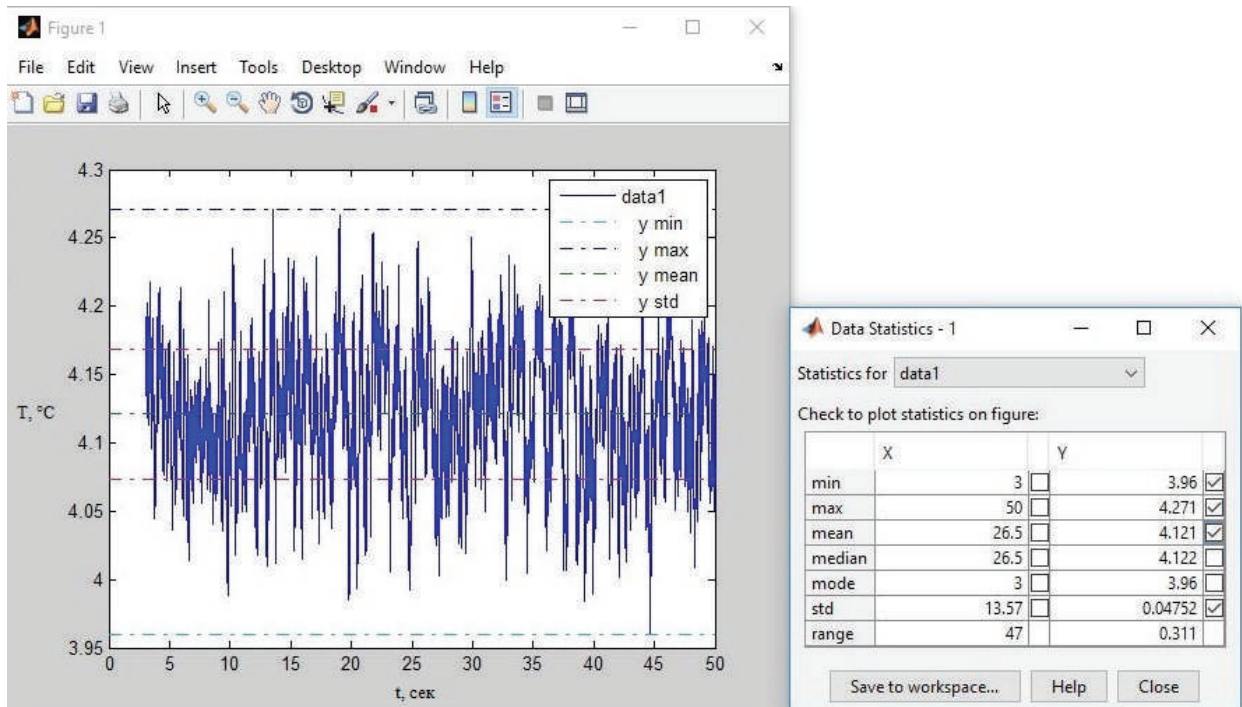 Figure 1
File Edit View Insert Tools Desktop Window Help
4.3
4.25
4.2
4.15
4.1
4.05
4
3.95
T, °C
0 5 10 15 20 25 30 35 40 45 50
t, сек
data1
y min
y max
y mean
y std
Data Statistics - 1
Statistics for data1
Check to plot statistics on figure:
X Y
min 3 3.96
max 50 4.271
mean 26.5 4.121
median 26.5 4.122
mode 3 3.96
std 13.57 0.04752
range 47 0.311
Save to workspace... Help Close